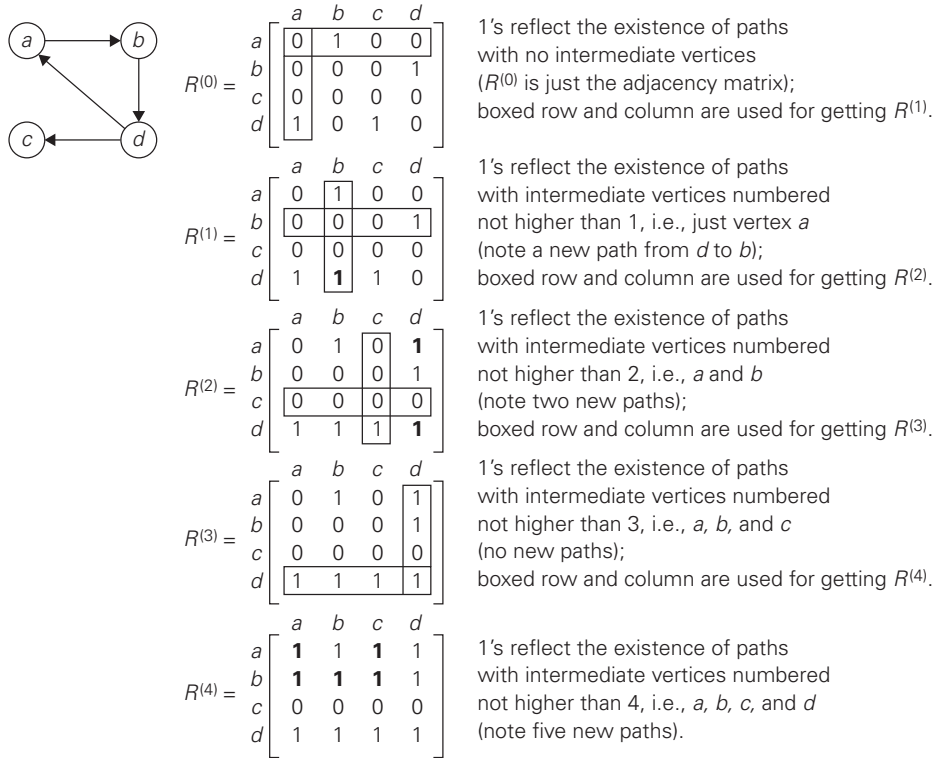 a b
c d
a b c d
a 0 1 0 0
b 0 0 0 1
R(0) =
c 0 0 0 0
d 1 0 1 0
1's reflect the existence of paths
with no intermediate vertices
(R(0) is just the adjacency matrix);
boxed row and column are used for getting R(1).
a b c d
a 0 1 0 0
b 0 0 0 1
R(1) =
c 0 0 0 0
d 1 1 1 0
1's reflect the existence of paths
with intermediate vertices numbered
not higher than 1, i.e., just vertex a
(note a new path from d to b);
boxed row and column are used for getting R(2).
a b c d
a 0 1 0 1
b 0 0 0 1
R(2) =
c 0 0 0 0
d 1 1 1 1
1's reflect the existence of paths
with intermediate vertices numbered
not higher than 2, i.e., a and b
(note two new paths);
boxed row and column are used for getting R(3).
a b c d
a 0 1 0 1
b 0 0 0 1
R(3) =
c 0 0 0 0
d 1 1 1 1
1's reflect the existence of paths
with intermediate vertices numbered
not higher than 3, i.e., a, b, and c
(no new paths);
boxed row and column are used for getting R(4).
a b c d
a 1 1 1 1
b 1 1 1 1
R(4) =
c 0 0 0 0
d 1 1 1 1
1's reflect the existence of paths
with intermediate vertices numbered
not higher than 4, i.e., a, b, c, and d
(note five new paths).